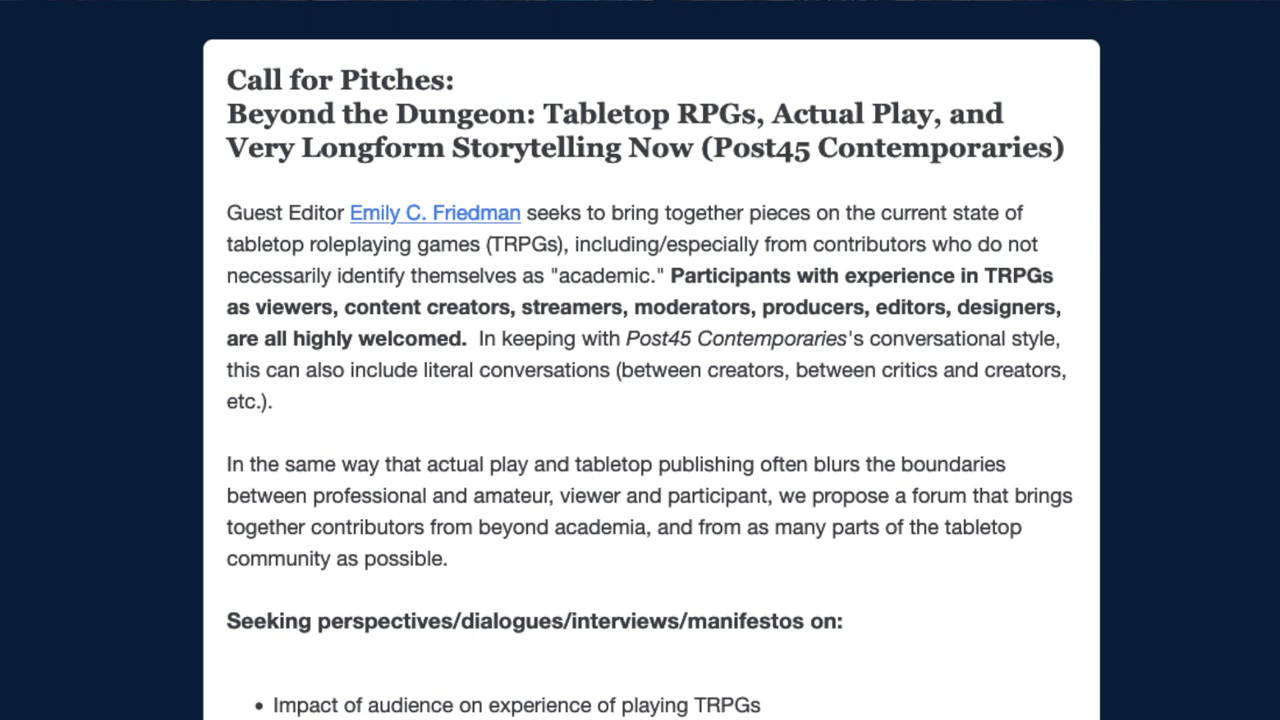 Call for Pitches:
Beyond the Dungeon: Tabletop RPGs, Actual Play, and
Very Longform Storytelling Now (Post45 Contemporaries)
Guest Editor Emily C. Friedman seeks to bring together pieces on the current state of
tabletop roleplaying games (TRPGs), including/especially from contributors who do not
necessarily identify themselves as "academic." Participants with experience in TRPGs
as viewers, content creators, streamers, moderators, producers, editors, designers,
are all highly welcomed. In keeping with Post45 Contemporaries's conversational style,
this can also include literal conversations (between creators, between critics and creators,
etc.).
In the same way that actual play and tabletop publishing often blurs the boundaries
between professional and amateur, viewer and participant, we propose a forum that brings
together contributors from beyond academia, and from as many parts of the tabletop
community as possible.
Seeking perspectives/dialogues/interviews/manifestos on:
• Impact of audience on experience of playing TRPGs